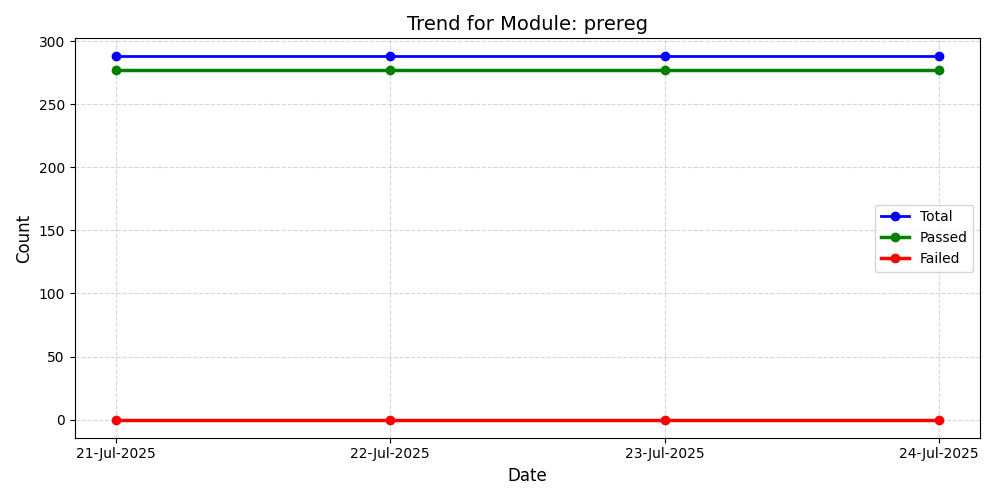 Trend for Module: prereg
300
250
200
150
100
50
0
Count
Total
Passed
Failed
21-Jul-2025
22-Jul-2025
23-Jul-2025
24-Jul-2025
Date